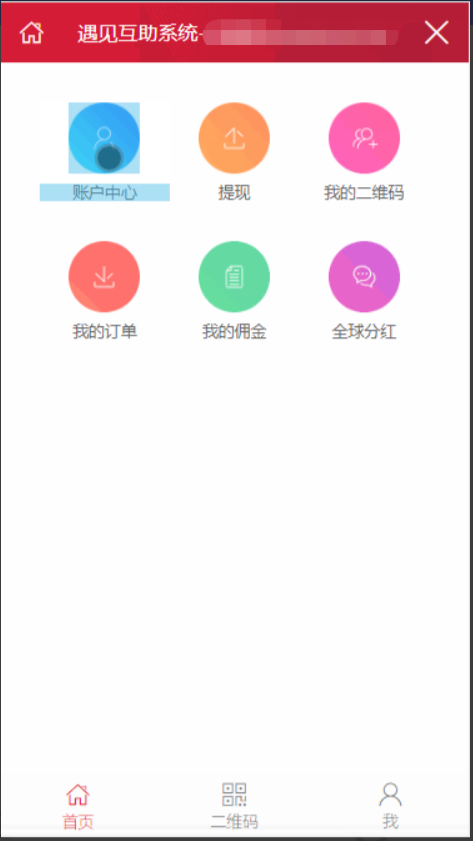 遇见互助系统-
账户中心
提现
我的二维码
我的订单
我的佣金
全球分红
首页
二维码
我